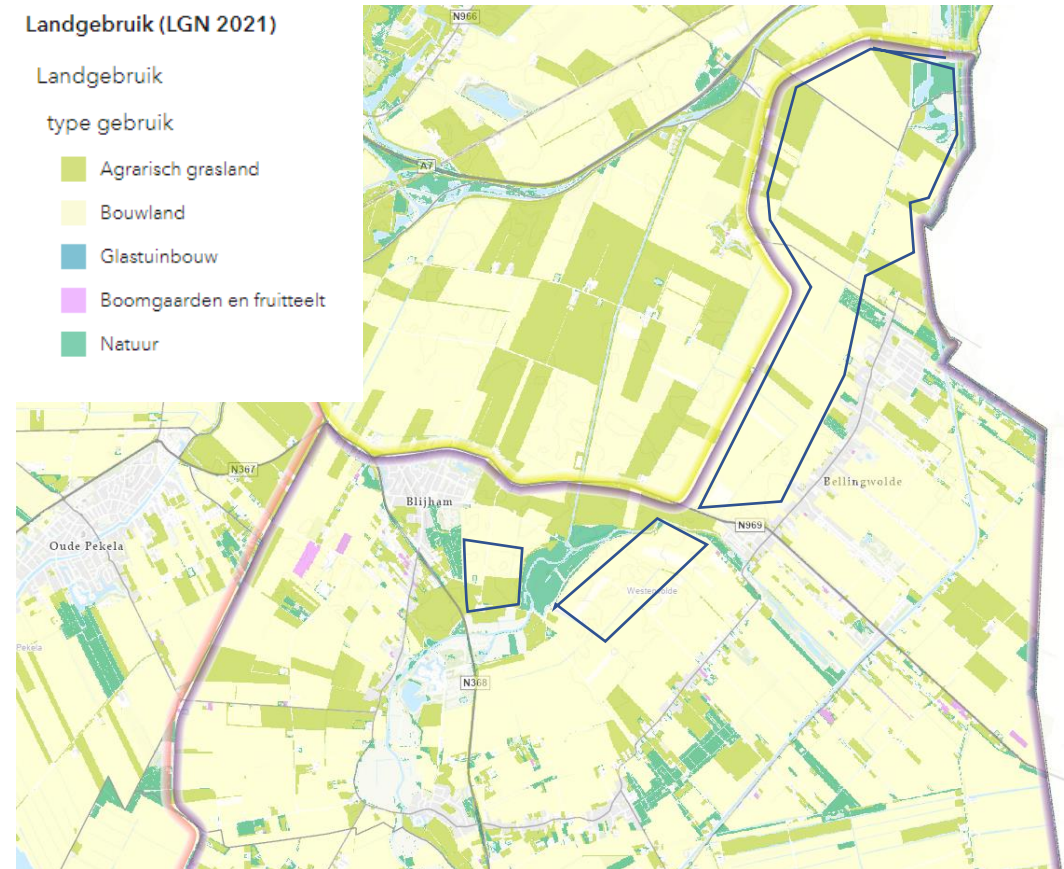 Landgebruik (LGN 2021)
Landgebruik
type gebruik
Agrarisch grasland
Bouwland
Glastuinbouw
Boomgaarden en fruitteelt
Natuur
N966
A7
N367
Blijham
Bellingwolde
Oude Pekela
N969
Westerwolde
Pekela
N368